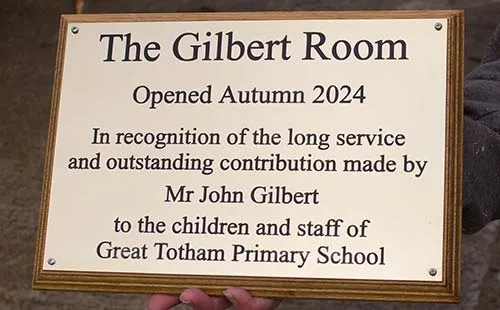 The Gilbert Room
Opened Autumn 2024
In recognition of the long service
and outstanding contribution made by
Mr John Gilbert
to the children and staff of
Great Totham Primary School